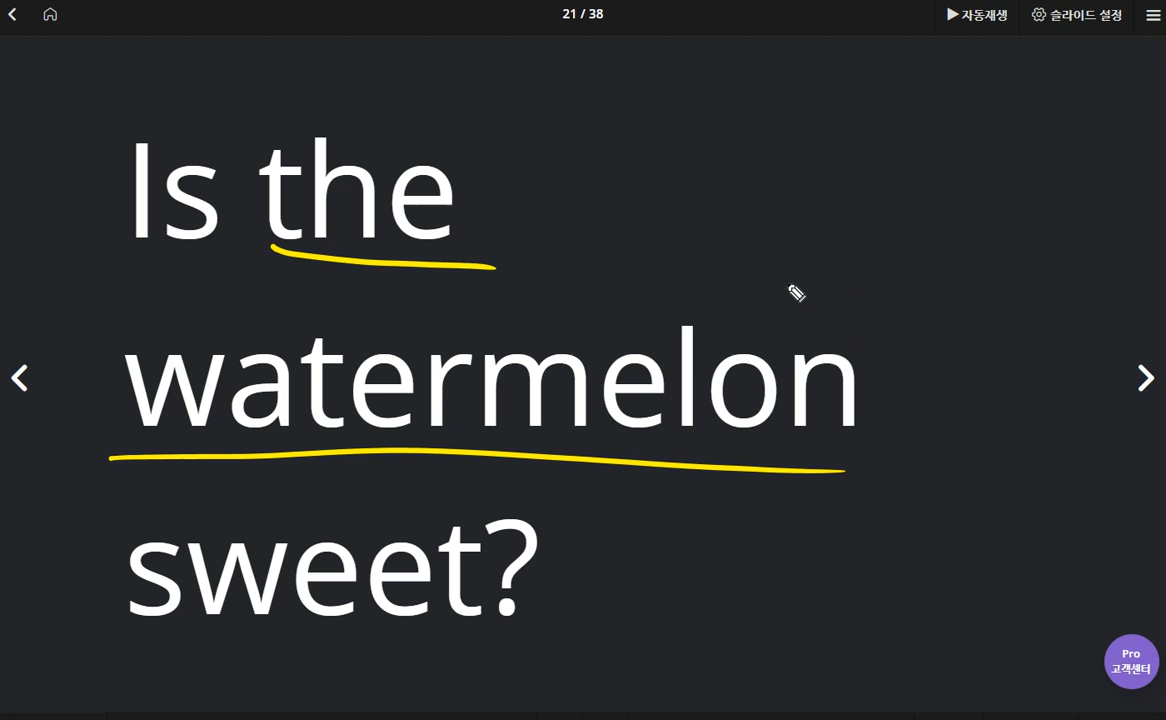 21 / 38
자동재생
슬라이드 설정
Is the
watermelon
sweet?
Pro
고객센터